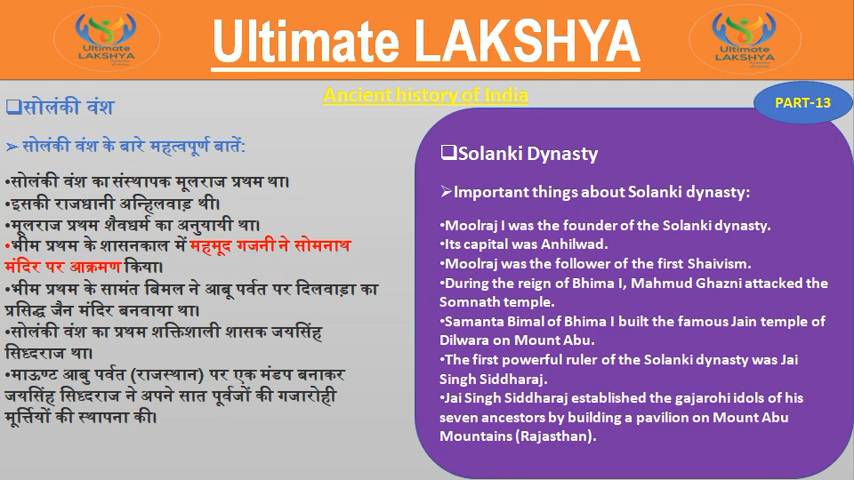 Ultimate
LAKSHYA
Ultimate LAKSHYA
Ultimate
LAKSHYA
Ancient history of India
PART-13
❑सोलंकी वंश
➢ सोलंकी वंश के बारे महत्वपूर्ण बातें:
•सोलंकी वंश का संस्थापक मूलराज प्रथम था।
•इसकी राजधानी अन्हिलवाड़ थी।
•मूलराज प्रथम शैवधर्म का अनुयायी था।
•भीम प्रथम के शासनकाल में महमूद गजनी ने सोमनाथ
मंदिर पर आक्रमण किया।
•भीम प्रथम के सामंत बिमल ने आबू पर्वत पर दिलवाड़ा का
प्रसिद्ध जैन मंदिर बनवाया था।
•सोलंकी वंश का प्रथम शक्तिशाली शासक जयसिंह
सिध्दराज था।
•माऊण्ट आबु पर्वत (राजस्थान) पर एक मंडप बनाकर
जयसिंह सिध्दराज ने अपने सात पूर्वजों की गजारोही
मूर्त्तियों की स्थापना की।
❑Solanki Dynasty
➢Important things about Solanki dynasty:
•Moolraj I was the founder of the Solanki dynasty.
•Its capital was Anhilwad.
•Moolraj was the follower of the first Shaivism.
•During the reign of Bhima I, Mahmud Ghazni attacked the
Somnath temple.
•Samanta Bimal of Bhima I built the famous Jain temple of
Dilwara on Mount Abu.
•The first powerful ruler of the Solanki dynasty was Jai
Singh Siddharaj.
•Jai Singh Siddharaj established the gajarohi idols of his
seven ancestors by building a pavilion on Mount Abu
Mountains (Rajasthan).